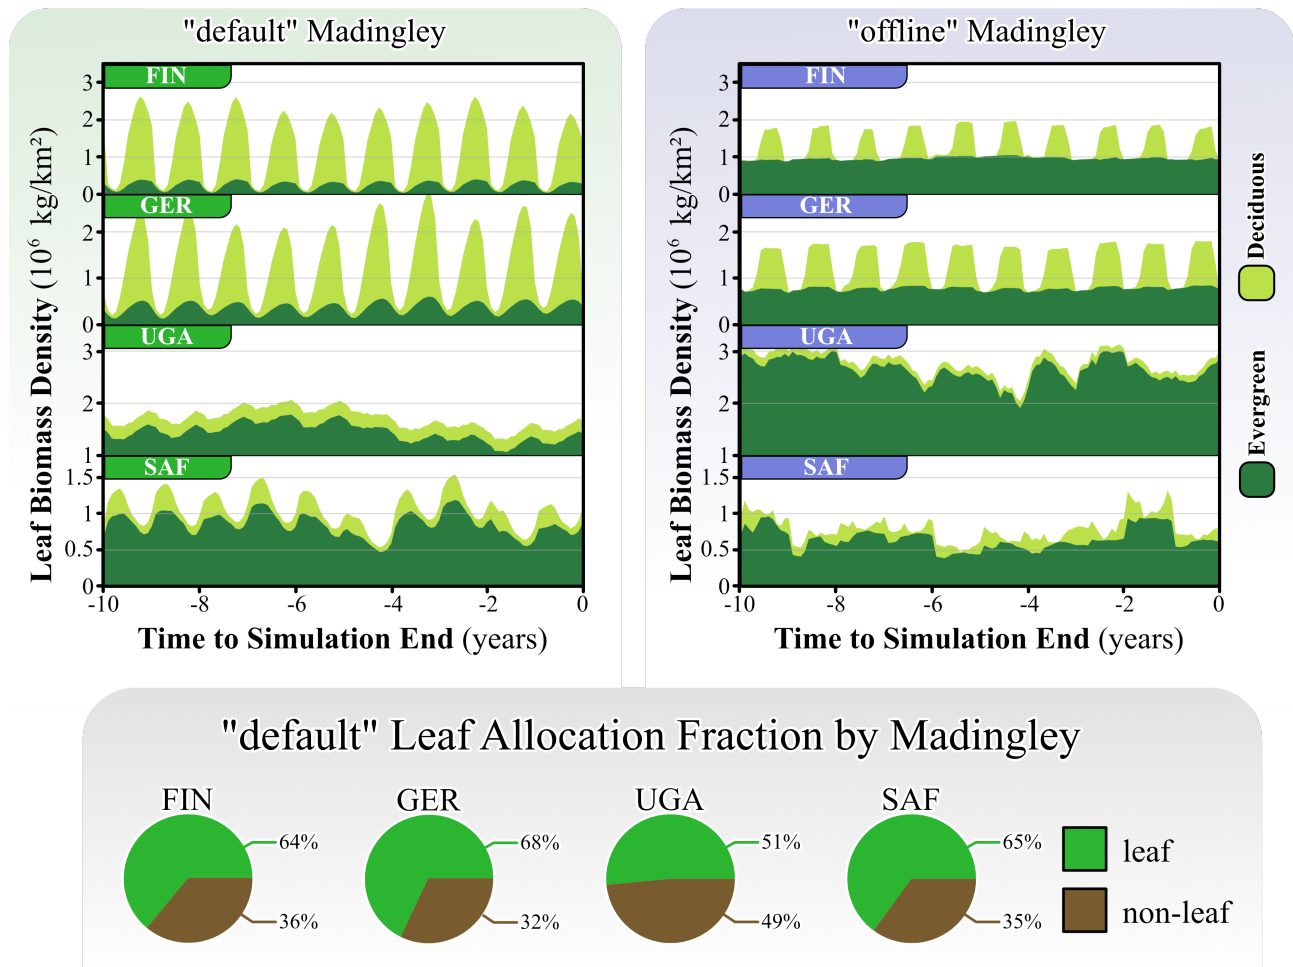 "default" Madingley
FIN
3
2
1
0
GER
2
1
0
UGA
3
2
1
SAF
1.5
1
0.5
0
-10
-8
-6
-4
-2
0
Leaf Biomass Density (10⁶ kg/km²)
Time to Simulation End (years)
"offline" Madingley
FIN
3
2
1
0
GER
2
1
0
UGA
3
2
1
SAF
1.5
1
0.5
0
-10
-8
-6
-4
-2
0
Leaf Biomass Density (10⁶ kg/km²)
Time to Simulation End (years)
Deciduous
Evergreen
"default" Leaf Allocation Fraction by Madingley
FIN
64%
36%
GER
68%
32%
UGA
51%
49%
SAF
65%
35%
leaf
non-leaf